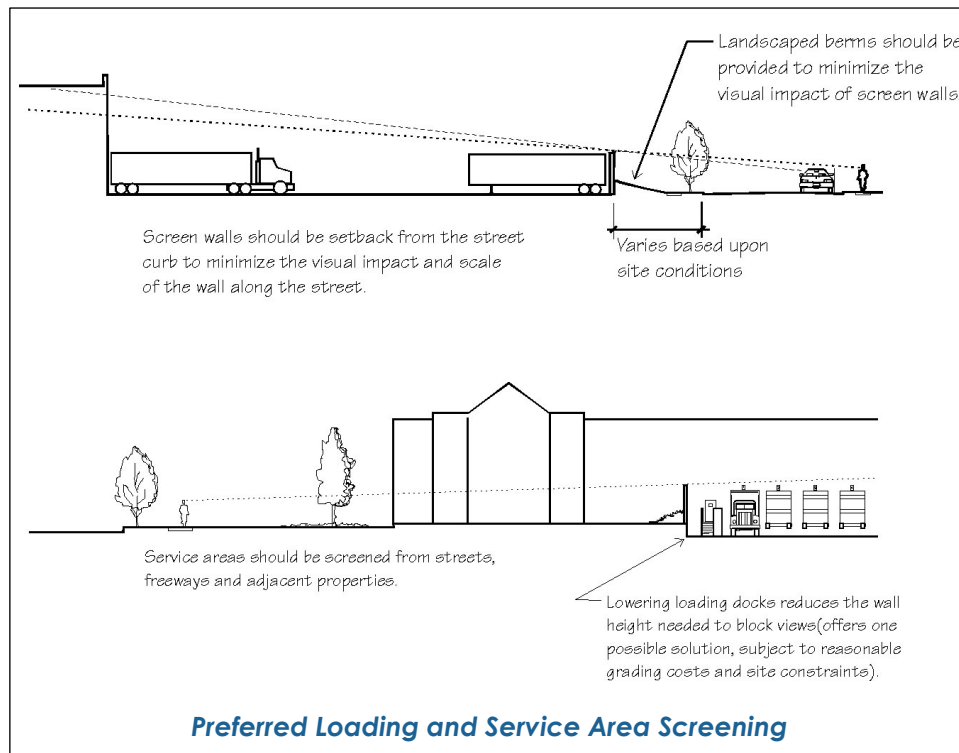 Landscaped berms should be
provided to minimize the
visual impact of screen walls
Screen walls should be setback from the street
curb to minimize the visual impact and scale
of the wall along the street.
Varies based upon
site conditions
Service areas should be screened from streets,
freeways and adjacent properties.
Lowering loading docks reduces the wall
height needed to block views(offers one
possible solution, subject to reasonable
grading costs and site constraints).
Preferred Loading and Service Area Screening